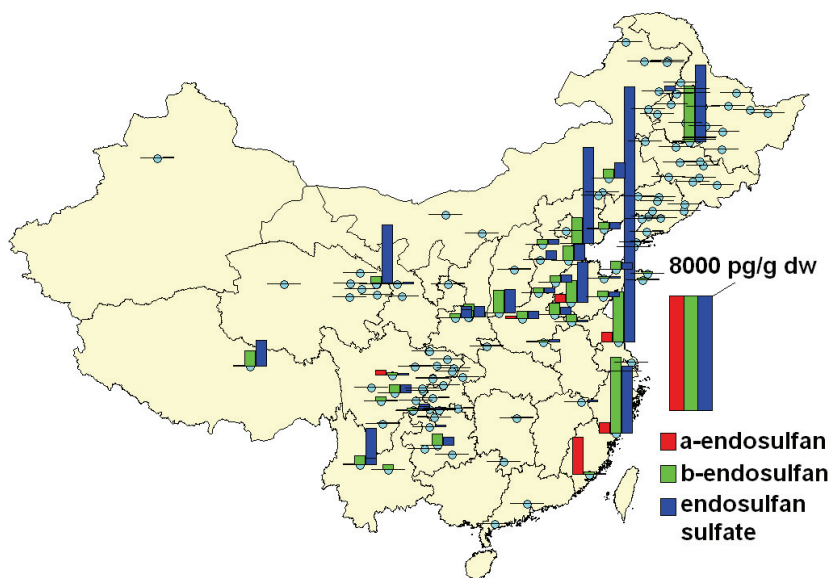 8000 pg/g dw
a-endosulfan
b-endosulfan
endosulfan
sulfate